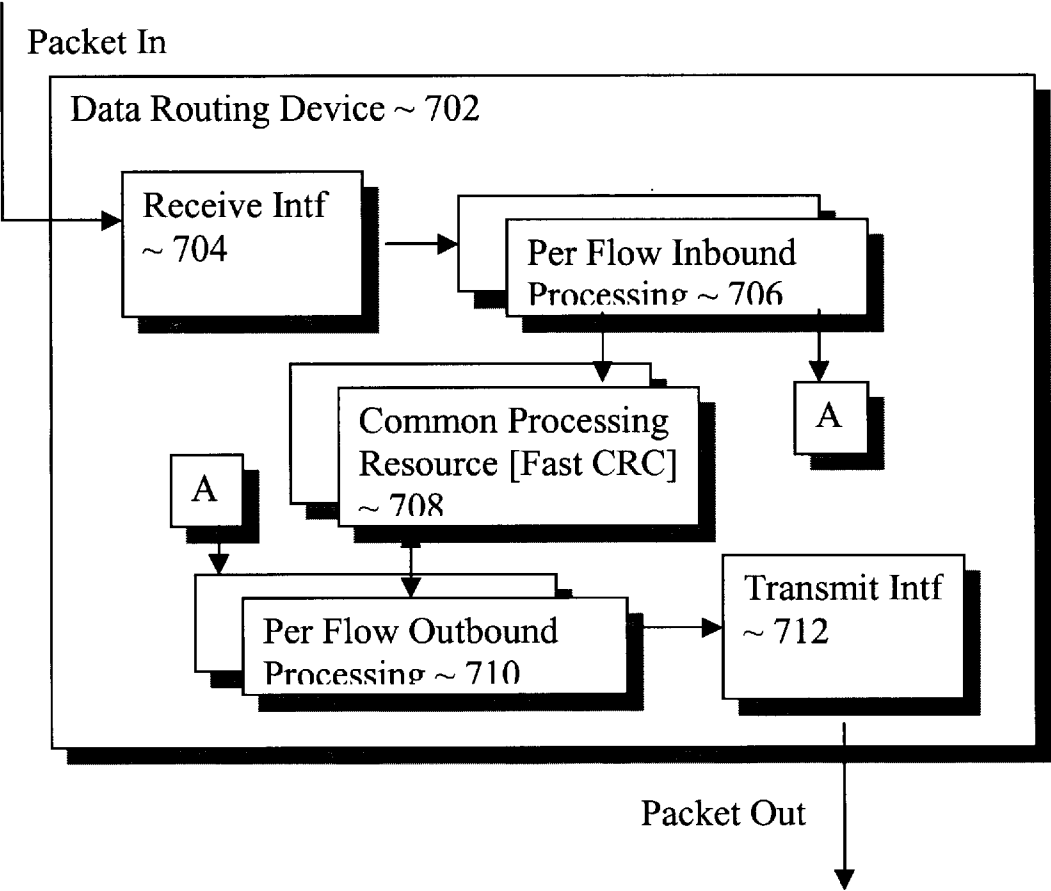 Packet In
Data Routing Device ~ 702
Receive Intf
~ 704
Per Flow Inbound
Processing ~ 706
A
Common Processing
Resource [Fast CRC]
~ 708
A
Per Flow Outbound
Processing ~ 710
Transmit Intf
~ 712
Packet Out